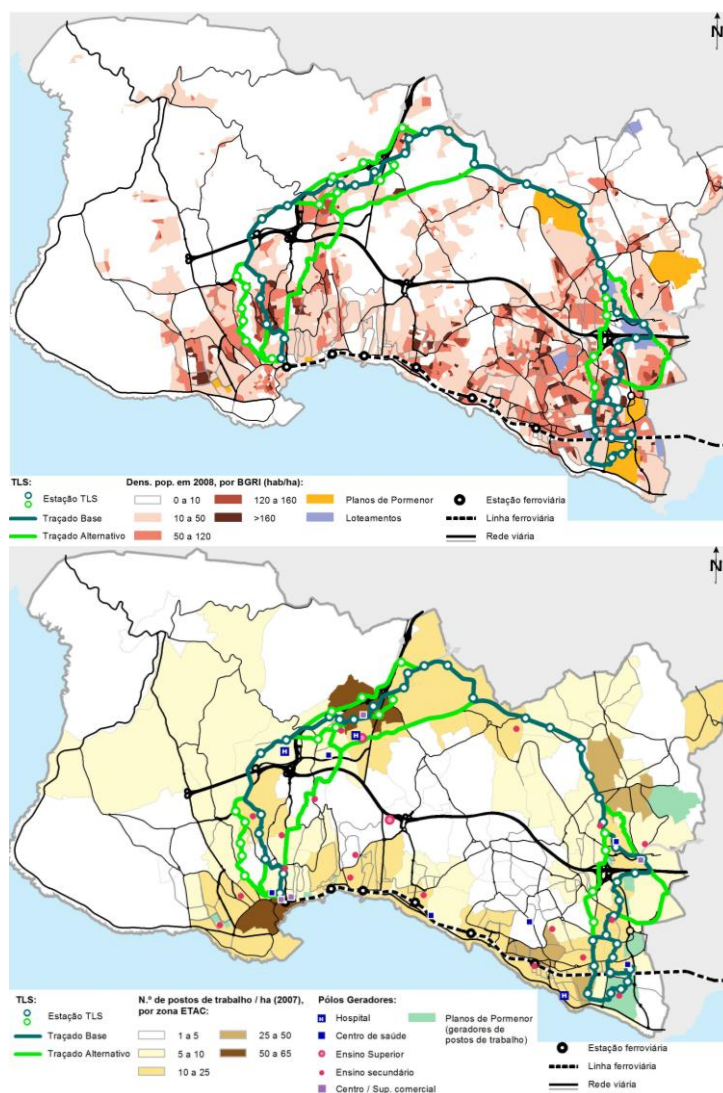 N
TLS:
Estação TLS
Traçado Base
Traçado Alternativo
Dens. pop. em 2008, por BGRI (hab/ha):
0 a 10
10 a 50
50 a 120
120 a 160
>160
Planos de Pormenor
Loteamentos
Estação ferroviária
Linha ferroviária
Rede viária
N
H
H
H
TLS:
Estação TLS
Traçado Base
Traçado Alternativo
N.º de postos de trabalho / ha (2007),
por zona ETAC:
1 a 5
5 a 10
10 a 25
25 a 50
50 a 65
Pólos Geradores:
H Hospital
Centro de saúde
Ensino Superior
Ensino secundário
Centro / Sup. comercial
Planos de Pormenor
(geradores de
postos de trabalho)
Estação ferroviária
Linha ferroviária
Rede viária